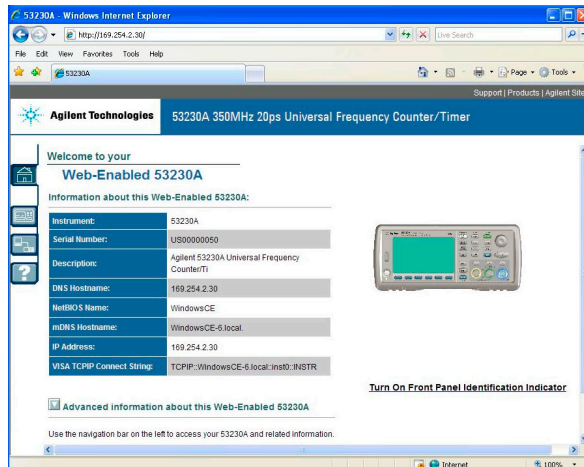 53230A - Windows Internet Explorer
http://169.254.2.30/
Live Search
File Edit View Favorites Tools Help
53230A
Page Tools
Support | Products | Agilent Site
Agilent Technologies
53230A 350MHz 20ps Universal Frequency Counter/Timer
Welcome to your
Web-Enabled 53230A
Information about this Web-Enabled 53230A:
Instrument: 53230A
Serial Number: US00000050
Description: Agilent 53230A Universal Frequency
Counter/Ti
DNS Hostname: 169.254.2.30
NetBIOS Name: WindowsCE
mDNS Hostname: WindowsCE-6.local.
IP Address: 169.254.2.30
VISA TCPIP Connect String: TCPIP::WindowsCE-6.local::inst0::INSTR
Turn On Front Panel Identification Indicator
Advanced information about this Web-Enabled 53230A
Use the navigation bar on the left to access your 53230A and related information.
Internet
100%